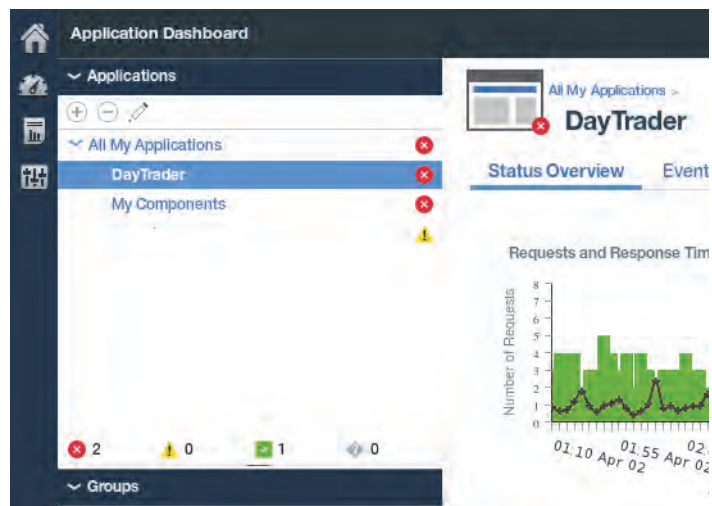 Application Dashboard
Applications
All My Applications
DayTrader
My Components
2
0
1
0
Groups
All My Applications >
DayTrader
Status Overview
Event
Requests and Response Tim
Number of Requests
8
7
6
5
4
3
2
1
0
01:10 Apr 02
01:55 Apr 02
02: